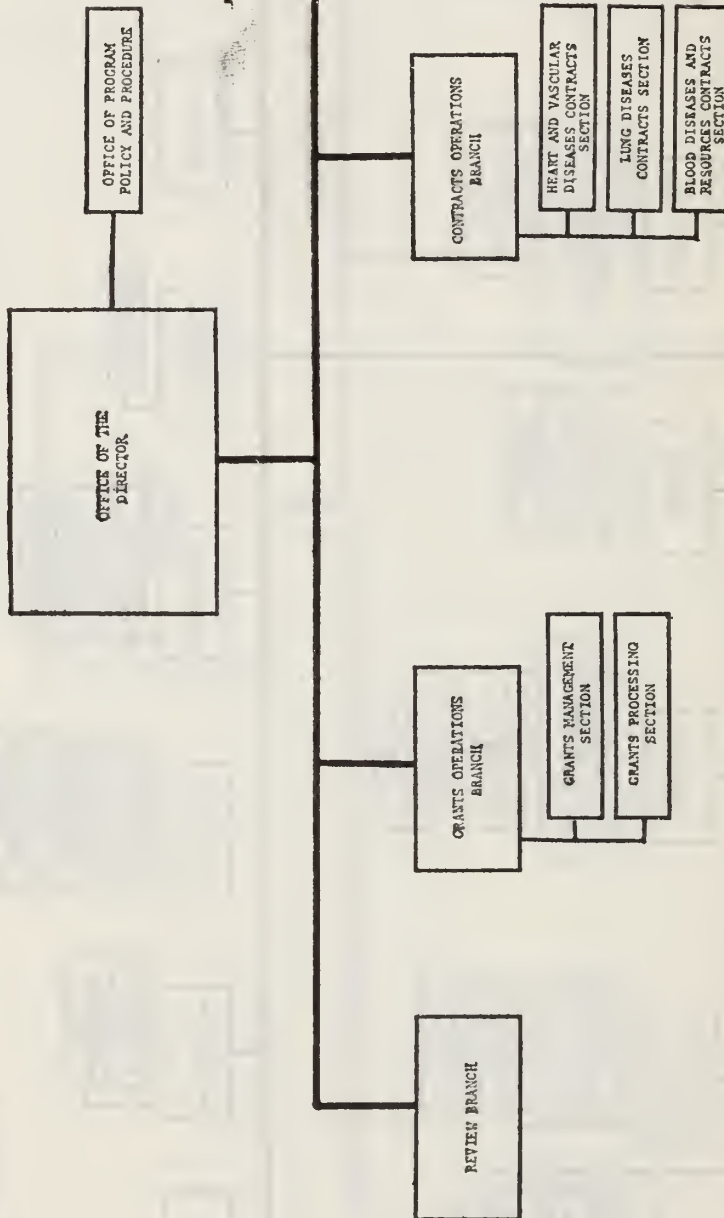 OFFICE OF THE
DIRECTOR
OFFICE OF PROGRAM
POLICY AND PROCEDURE
REVIEW BRANCH
GRANTS OPERATIONS
BRANCH
GRANTS MANAGEMENT
SECTION
GRANTS PROCESSING
SECTION
CONTRACTS OPERATIONS
BRANCH
HEART AND VASCULAR
DISEASES CONTRACTS
SECTION
LUNG DISEASES
CONTRACTS SECTION
BLOOD DISEASES AND
RESOURCES CONTRACTS
SECTION